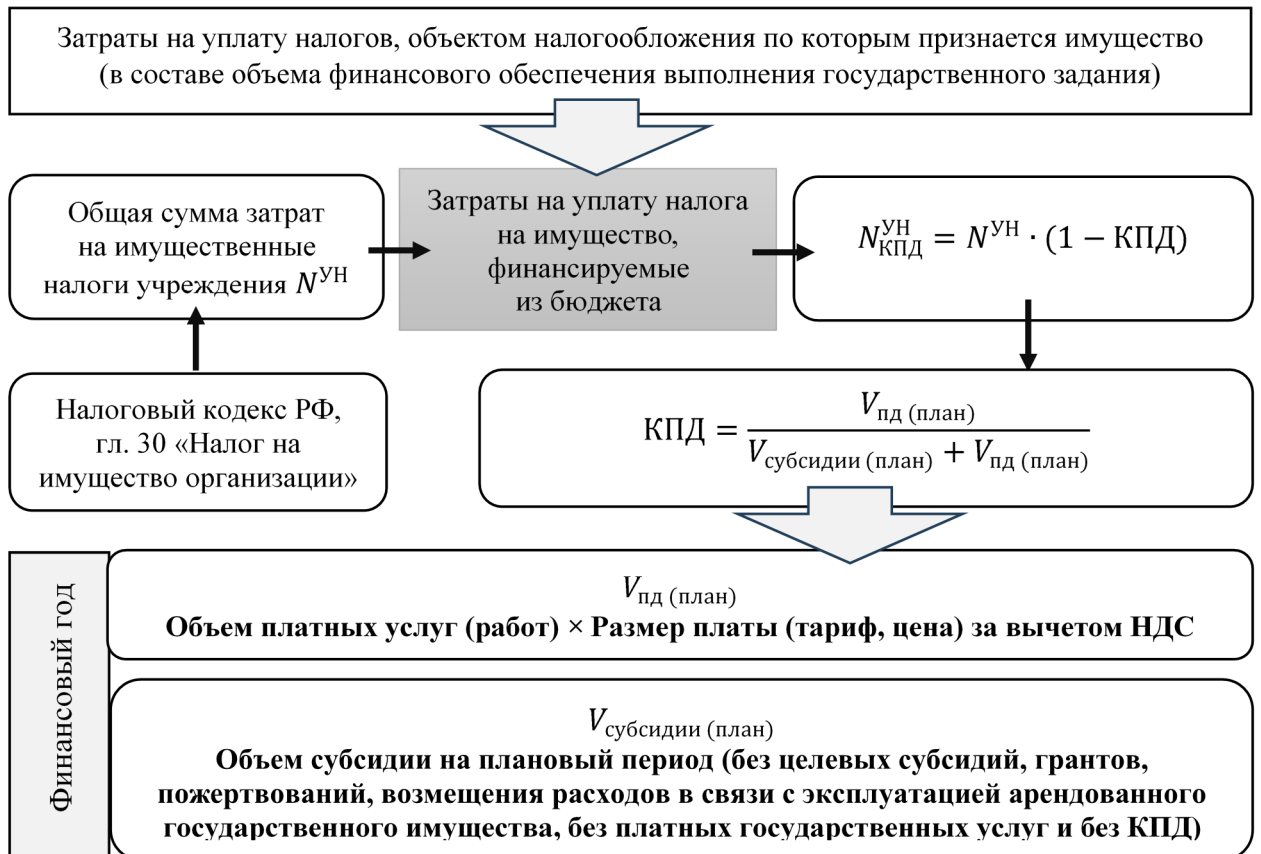 Затраты на уплату налогов, объектом налогообложения по которым признается имущество
(в составе объема финансового обеспечения выполнения государственного задания)
Общая сумма затрат
на имущественные
налоги учреждения N^УН
Затраты на уплату налога
на имущество,
финансируемые
из бюджета
N^УН_КПД = N^УН · (1 − КПД)
Налоговый кодекс РФ,
гл. 30 «Налог на
имущество организации»
КПД = V_пд (план) / (V_субсидии (план) + V_пд (план))
Финансовый год
V_пд (план)
Объем платных услуг (работ) × Размер платы (тариф, цена) за вычетом НДС
V_субсидии (план)
Объем субсидии на плановый период (без целевых субсидий, грантов,
пожертвований, возмещения расходов в связи с эксплуатацией арендованного
государственного имущества, без платных государственных услуг и без КПД)